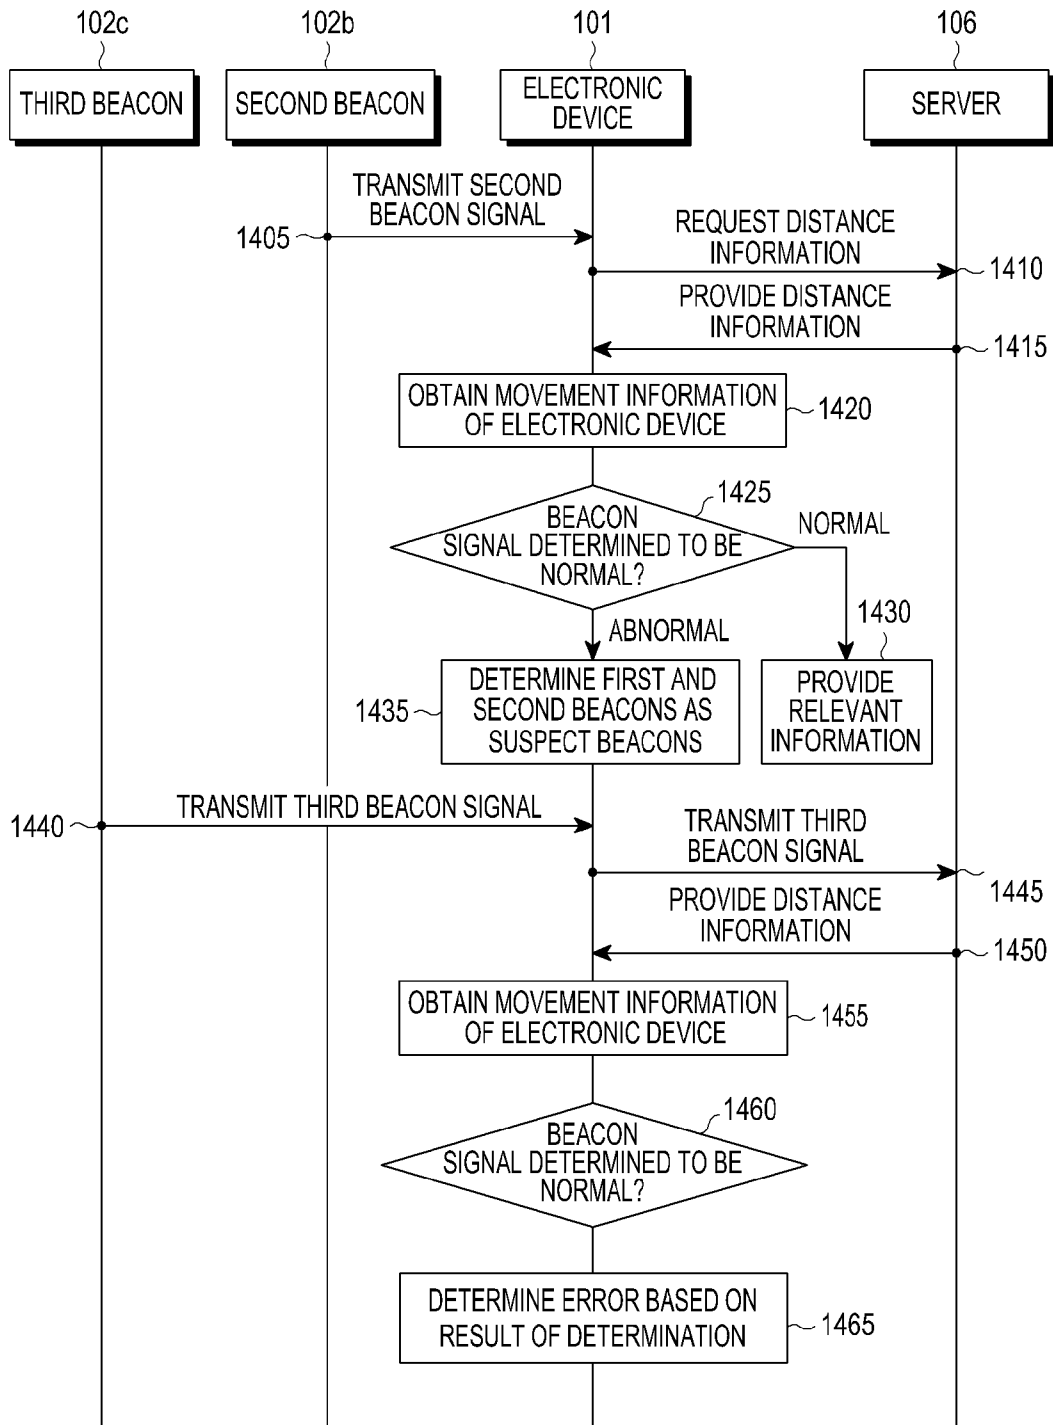 102c
102b
101
106
THIRD BEACON
SECOND BEACON
ELECTRONIC
DEVICE
SERVER
TRANSMIT SECOND
BEACON SIGNAL
1405
REQUEST DISTANCE
INFORMATION
1410
PROVIDE DISTANCE
INFORMATION
1415
OBTAIN MOVEMENT INFORMATION
OF ELECTRONIC DEVICE
1420
1425
BEACON
SIGNAL DETERMINED TO BE
NORMAL?
NORMAL
ABNORMAL
1430
PROVIDE
RELEVANT
INFORMATION
1435
DETERMINE FIRST AND
SECOND BEACONS AS
SUSPECT BEACONS
TRANSMIT THIRD BEACON SIGNAL
1440
TRANSMIT THIRD
BEACON SIGNAL
1445
PROVIDE DISTANCE
INFORMATION
1450
OBTAIN MOVEMENT INFORMATION
OF ELECTRONIC DEVICE
1455
1460
BEACON
SIGNAL DETERMINED TO BE
NORMAL?
DETERMINE ERROR BASED ON
RESULT OF DETERMINATION
1465